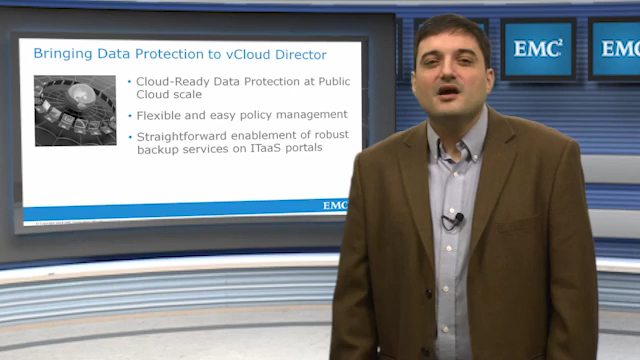 Bringing Data Protection to vCloud Director
• Cloud-Ready Data Protection at Public
Cloud scale
• Flexible and easy policy management
• Straightforward enablement of robust
backup services on ITaaS portals
EMC²
EMC²
EMC